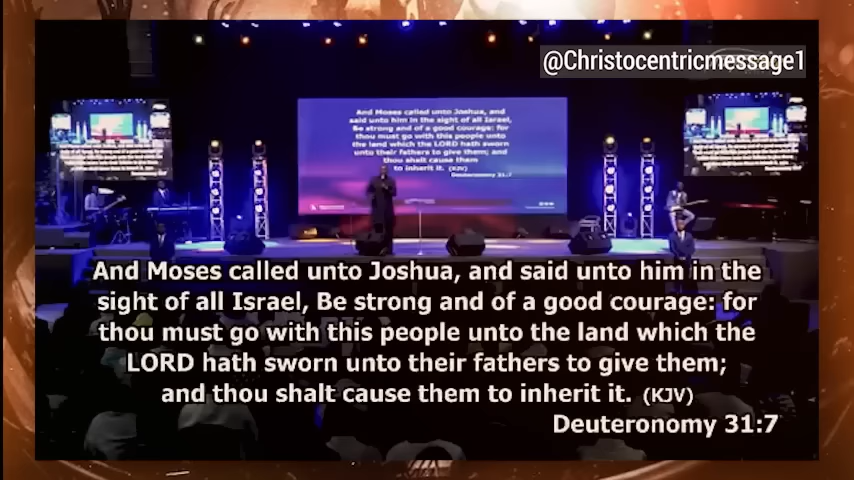 @Christocentricmessage1
And Moses called unto Joshua, and
said unto him in the sight of all Israel,
Be strong and of a good courage: for
thou must go with this people unto
the land which the LORD hath sworn
unto their fathers to give them; and
thou shalt cause them
to inherit it. (KJV)
Deuteronomy 31:7
And Moses called unto Joshua, and said unto him in the
sight of all Israel, Be strong and of a good courage: for
thou must go with this people unto the land which the
LORD hath sworn unto their fathers to give them;
and thou shalt cause them to inherit it. (KJV)
Deuteronomy 31:7